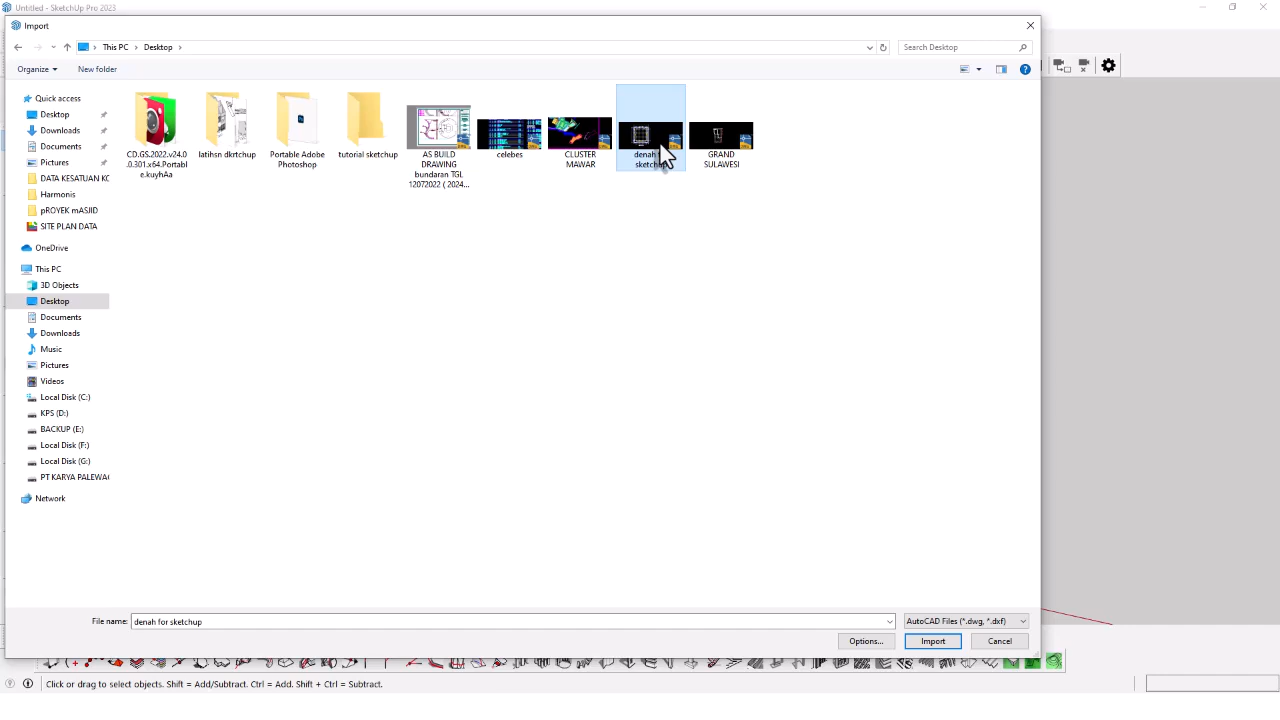 Untitled - SketchUp Pro 2023
Import
This PC
Desktop
Search Desktop
Organize
New folder
Quick access
Desktop
Downloads
Documents
Pictures
DATA KESATUAN KC
Harmonis
pROYEK mASJID
SITE PLAN DATA
OneDrive
This PC
3D Objects
Desktop
Documents
Downloads
Music
Pictures
Videos
Local Disk (C:)
KPS (D:)
BACKUP (E:)
Local Disk (F:)
Local Disk (G:)
PT KARYA PALEWAC
Network
CD.GS.2022.v24.0
.0.301.x64.Portabl
e.kuyhAa
latihsn dkrtchup
Portable Adobe
Photoshop
tutorial sketchup
AS BUILD
DRAWING
bundaran TGL
12072022 ( 2024...
celebes
CLUSTER
MAWAR
denah
sketchup
GRAND
SULAWESI
File name:
denah for sketchup
AutoCAD Files (*.dwg, *.dxf)
Options...
Import
Cancel
Click or drag to select objects. Shift = Add/Subtract. Ctrl = Add. Shift + Ctrl = Subtract.